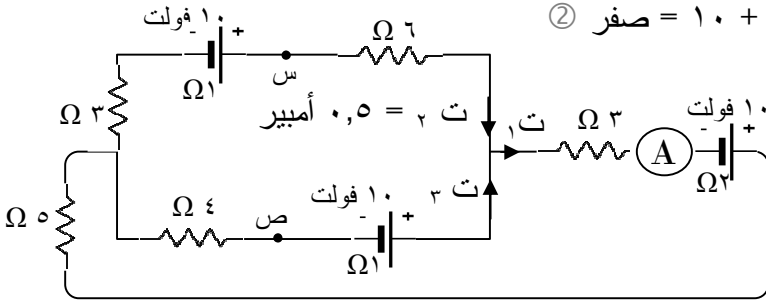 + ١٠ = صفر ②
١٠ فولت
- +
Ω ٦
س
Ω١
Ω ٣
ت ٢ = ٠,٥ أمبير
ت ١
Ω ٣
A
١٠ فولت
- +
Ω٢
ت ٣
Ω ٥
Ω ٤
ص
١٠ فولت
- +
Ω١